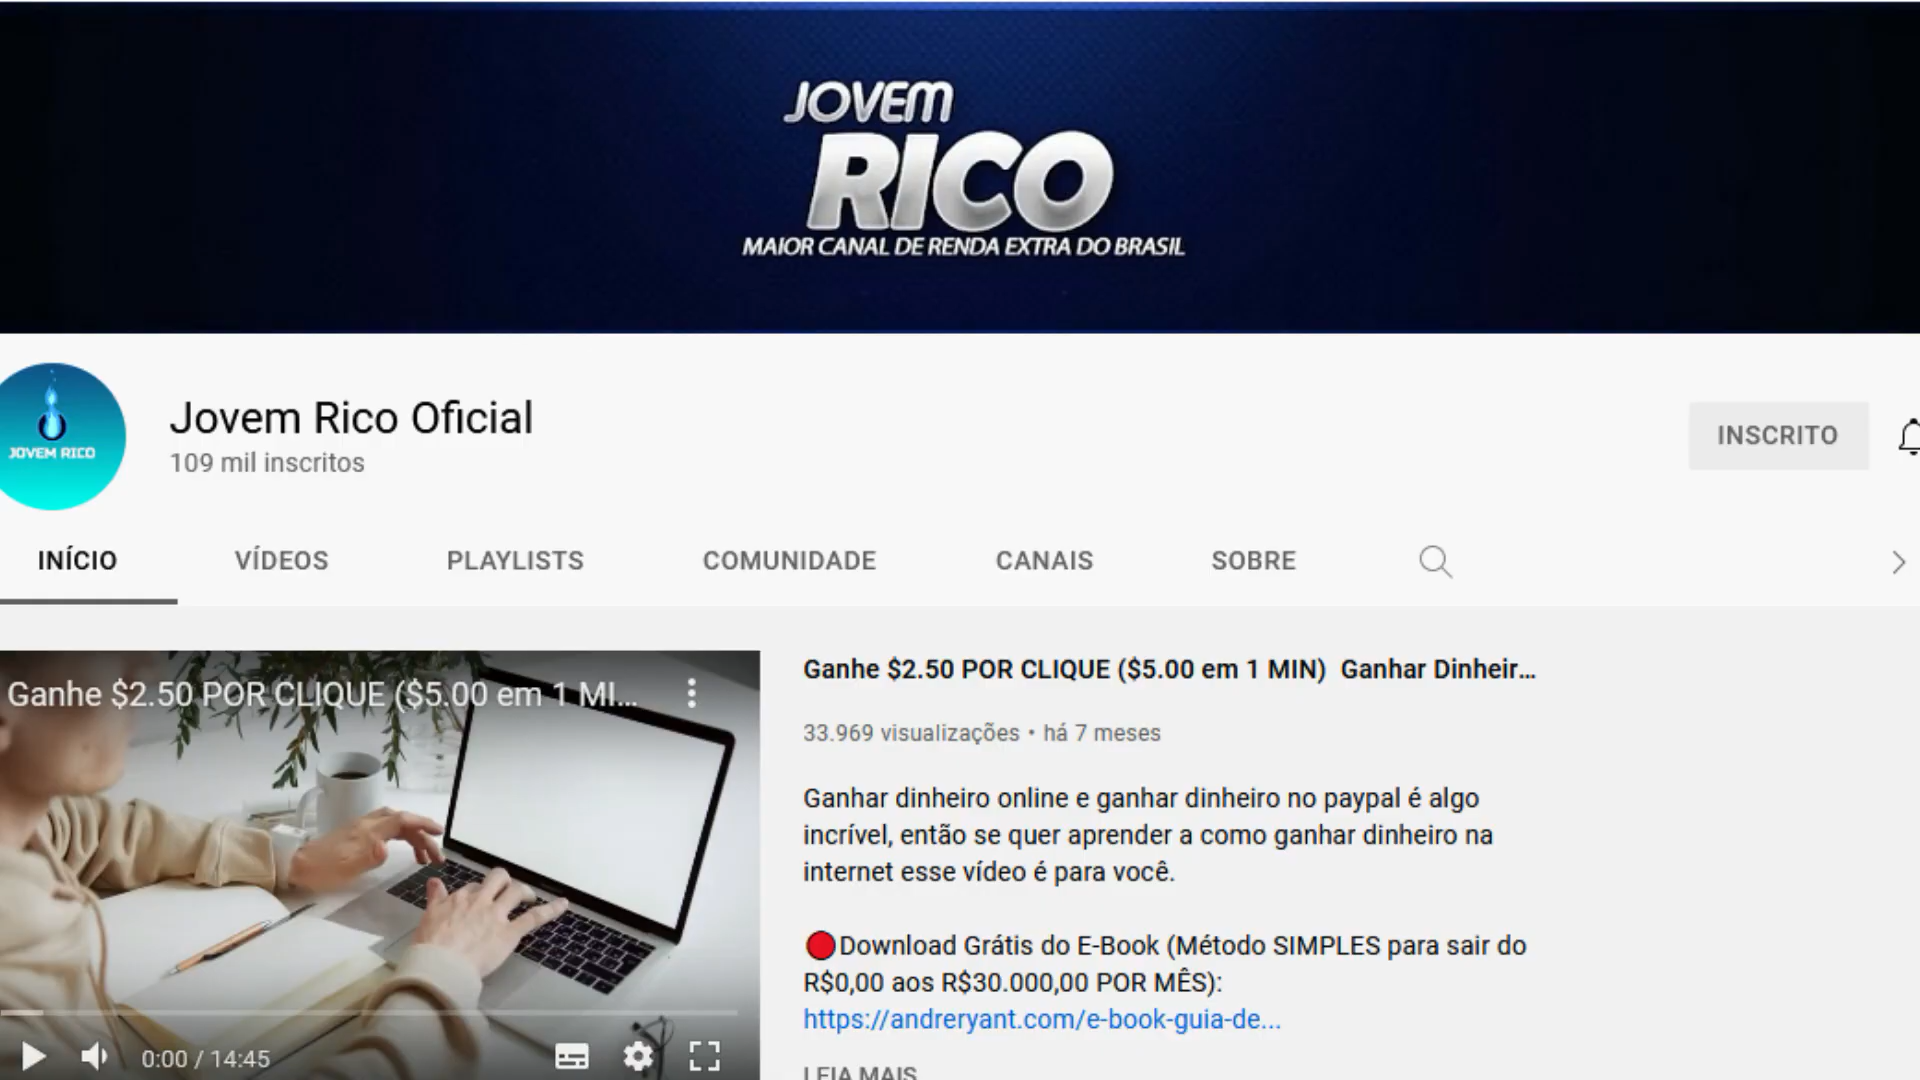 JOVEM
RICO
MAIOR CANAL DE RENDA EXTRA DO BRASIL
JOVEM RICO
Jovem Rico Oficial
109 mil inscritos
INSCRITO
INÍCIO
VÍDEOS
PLAYLISTS
COMUNIDADE
CANAIS
SOBRE
Ganhe $2.50 POR CLIQUE ($5.00 em 1 MI...
0:00 / 14:45
Ganhe $2.50 POR CLIQUE ($5.00 em 1 MIN) Ganhar Dinheir...
33.969 visualizações • há 7 meses
Ganhar dinheiro online e ganhar dinheiro no paypal é algo
incrível, então se quer aprender a como ganhar dinheiro na
internet esse vídeo é para você.
🔴Download Grátis do E-Book (Método SIMPLES para sair do
R$0,00 aos R$30.000,00 POR MÊS):
https://andreryant.com/e-book-guia-de...
LEIA MAIS